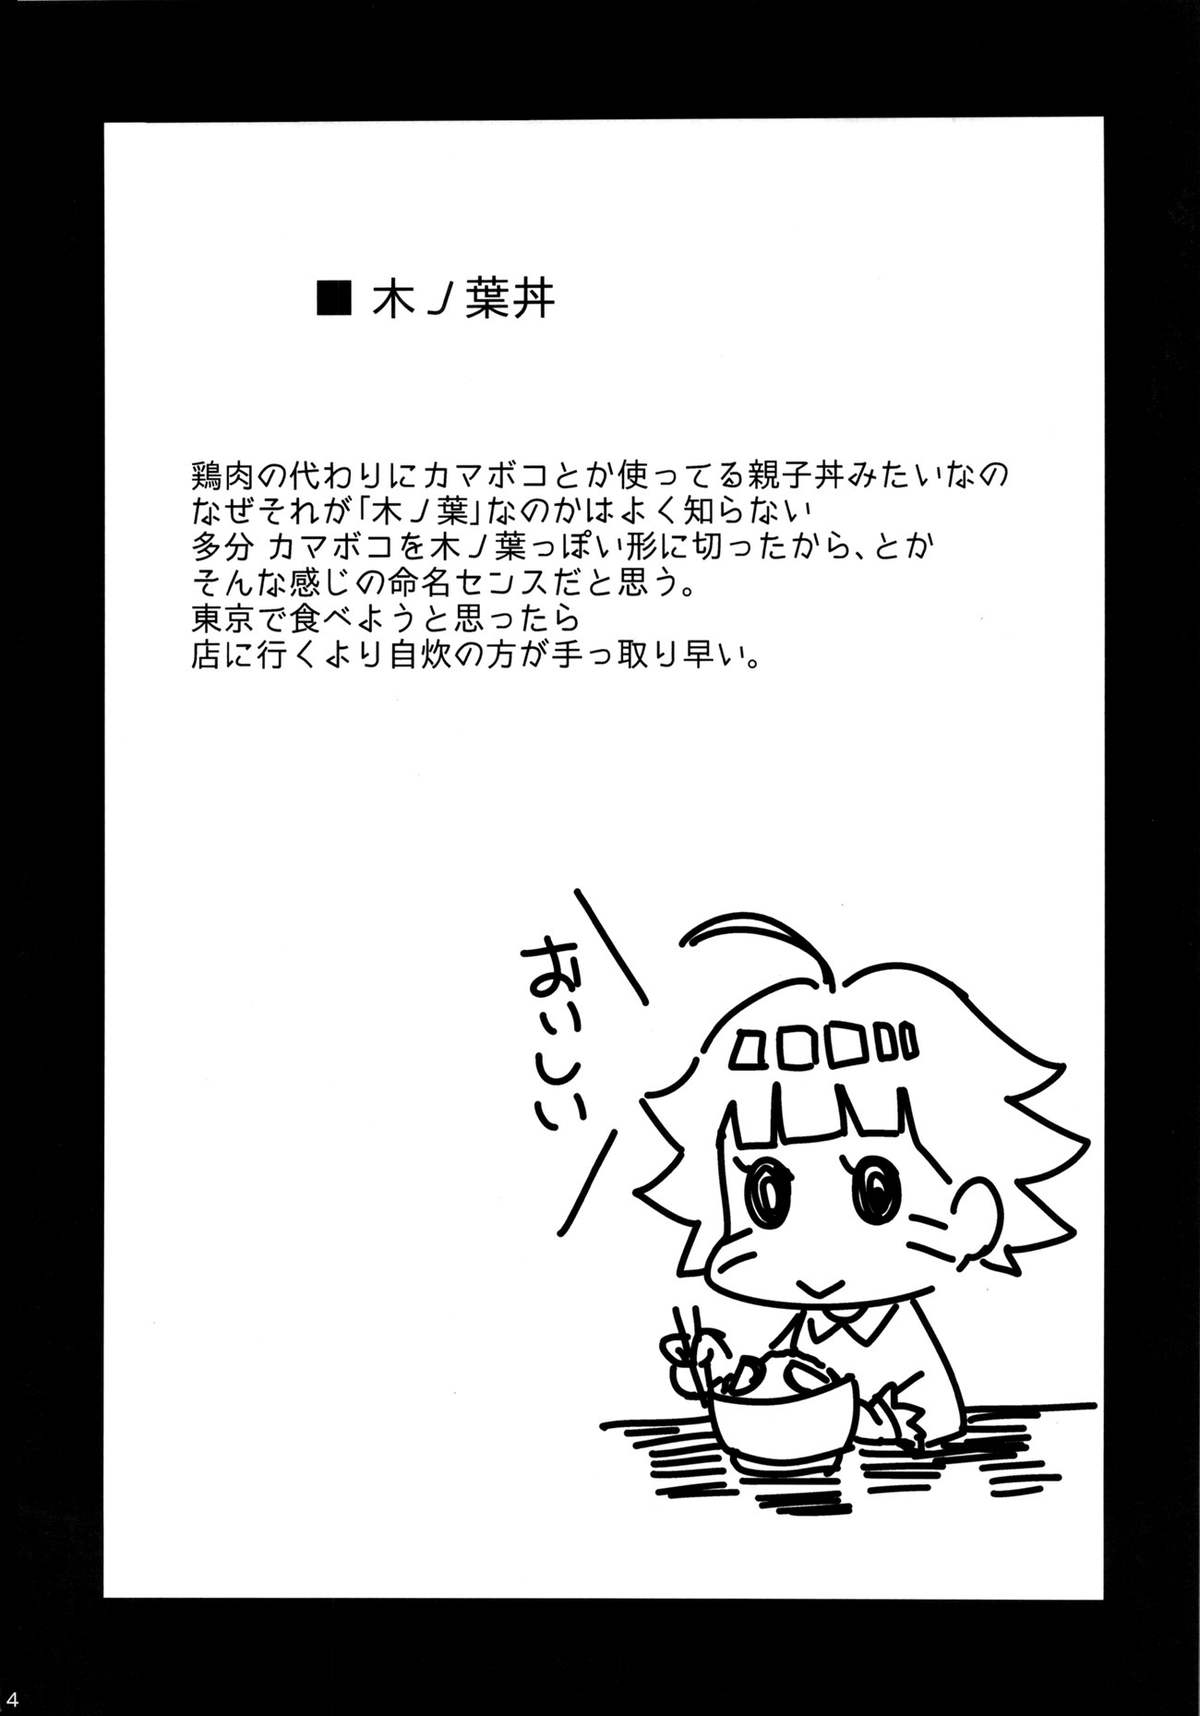 ■ 木ノ葉丼
鶏肉の代わりにカマボコとか使ってる親子丼みたいなの
なぜそれが「木ノ葉」なのかはよく知らない
多分 カマボコを木ノ葉っぽい形に切ったから、とか
そんな感じの命名センスだと思う。
東京で食べようと思ったら
店に行くより自炊の方が手っ取り早い。
おいしい
4